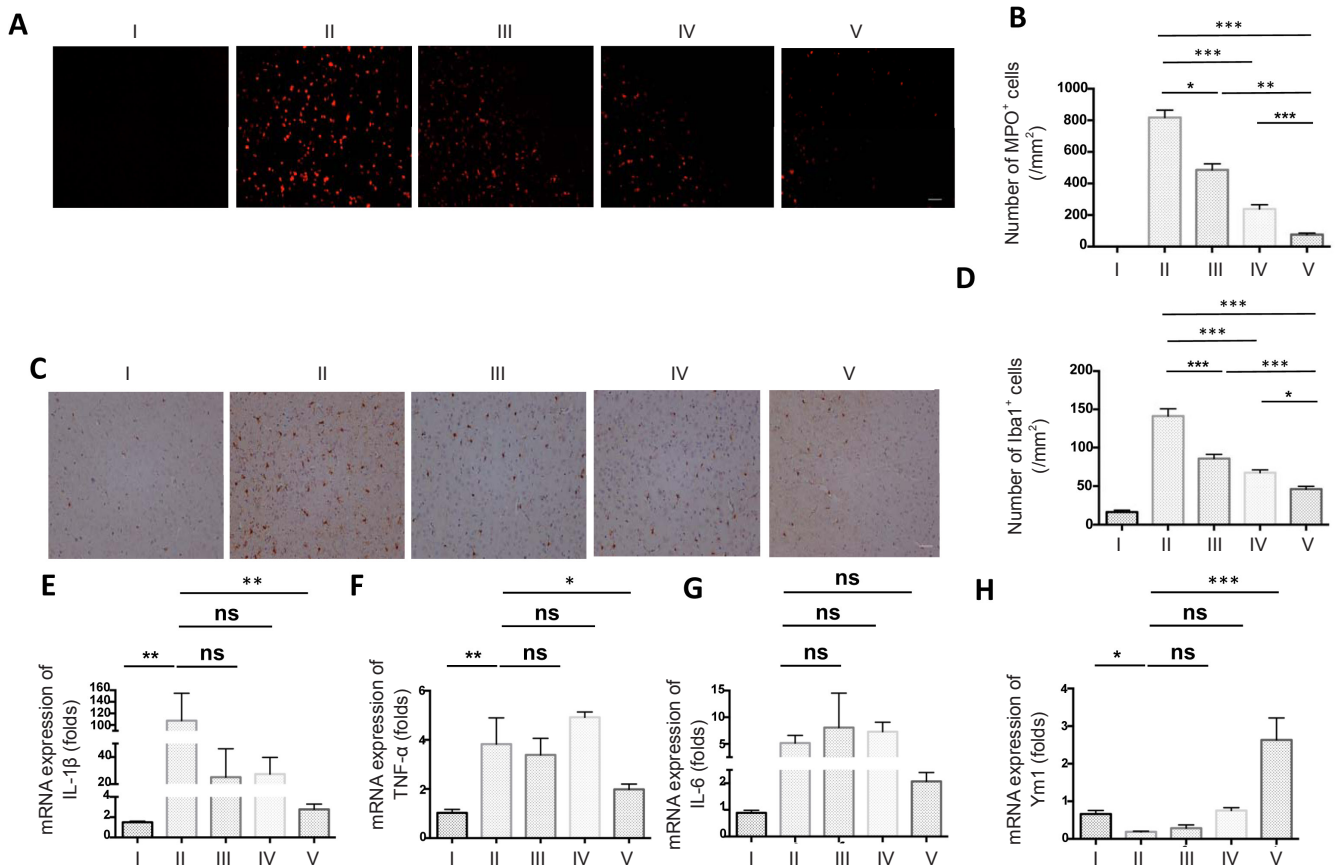 A
I II III IV V
B
***
***
* **
***
Number of MPO⁺ cells
(/mm²)
1000
800
600
400
200
0
I II III IV V
C
I II III IV V
D
***
***
*** ***
*
Number of Iba1⁺ cells
(/mm²)
200
150
100
50
0
I II III IV V
E
**
ns
** ns
mRNA expression of
IL-1β (folds)
160
140
120
100
40
20
4
2
0
I II III IV V
F
*
ns
** ns
mRNA expression of
TNF-α (folds)
6
4
2
0
I II III IV V
G
ns
ns
ns
mRNA expression of
IL-6 (folds)
15
10
5
2
1
0
I II III IV V
H
***
ns
* ns
mRNA expression of
Ym1 (folds)
4
3
2
1
0
I II III IV V